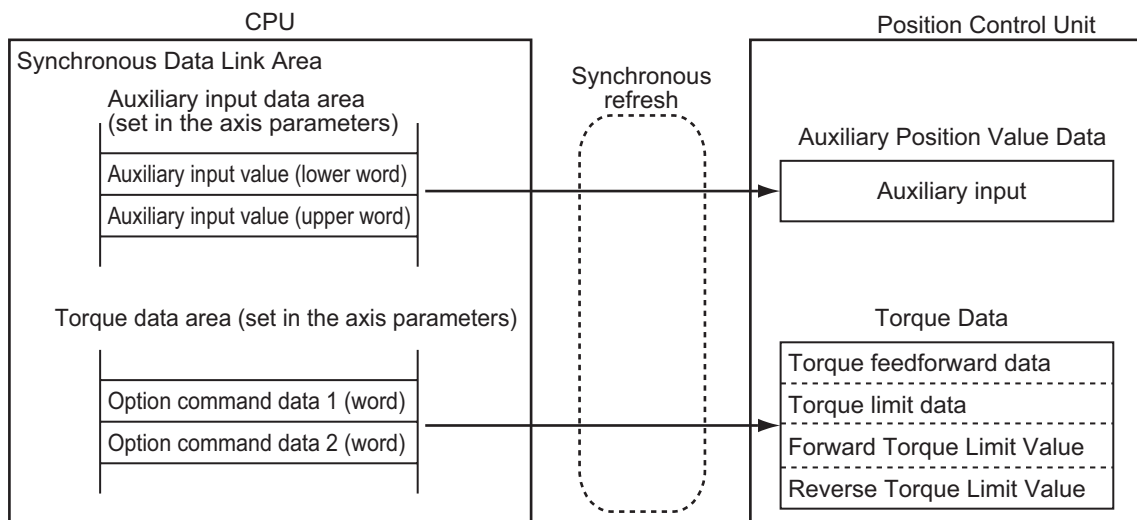 CPU
Position Control Unit
Synchronous Data Link Area
Auxiliary input data area
(set in the axis parameters)
Auxiliary input value (lower word)
Auxiliary input value (upper word)
Synchronous
refresh
Auxiliary Position Value Data
Auxiliary input
Torque data area (set in the axis parameters)
Option command data 1 (word)
Option command data 2 (word)
Torque Data
Torque feedforward data
Torque limit data
Forward Torque Limit Value
Reverse Torque Limit Value